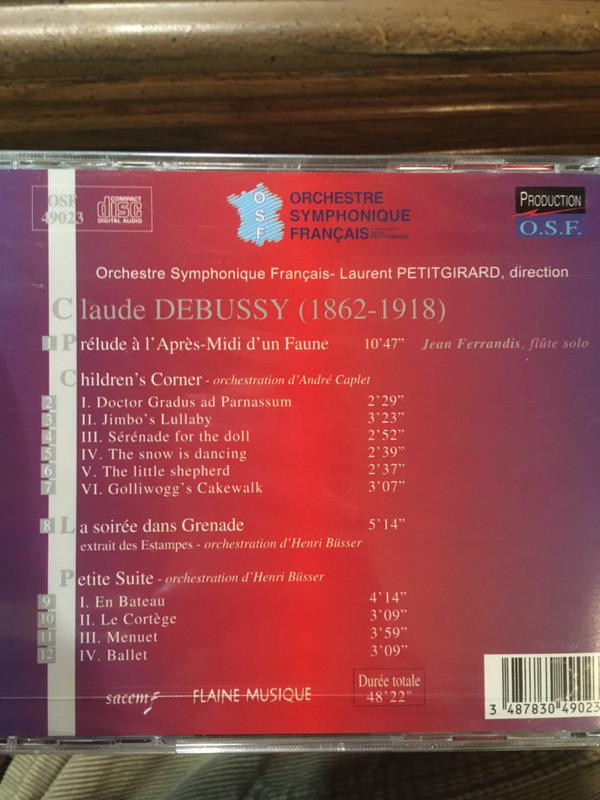 OSF
49023
COMPACT
disc
DIGITAL AUDIO
O
S
F
ORCHESTRE
SYMPHONIQUE
FRANÇAIS
PRODUCTION
O.S.F.
Orchestre Symphonique Français- Laurent PETITGIRARD, direction
Claude DEBUSSY (1862-1918)
1 Prélude à l'Après-Midi d'un Faune 10'47" Jean Ferrandis, flûte solo
Children's Corner - orchestration d'André Caplet
2 I. Doctor Gradus ad Parnassum 2'29"
3 II. Jimbo's Lullaby 3'23"
4 III. Sérénade for the doll 2'52"
5 IV. The snow is dancing 2'39"
6 V. The little shepherd 2'37"
7 VI. Golliwogg's Cakewalk 3'07"
8 La soirée dans Grenade 5'14"
extrait des Estampes - orchestration d'Henri Büsser
Petite Suite - orchestration d'Henri Büsser
9 I. En Bateau 4'14"
10 II. Le Cortège 3'09"
11 III. Menuet 3'59"
12 IV. Ballet 3'09"
sacem
FLAINE MUSIQUE
Durée totale
48'22"
3 487830 49023